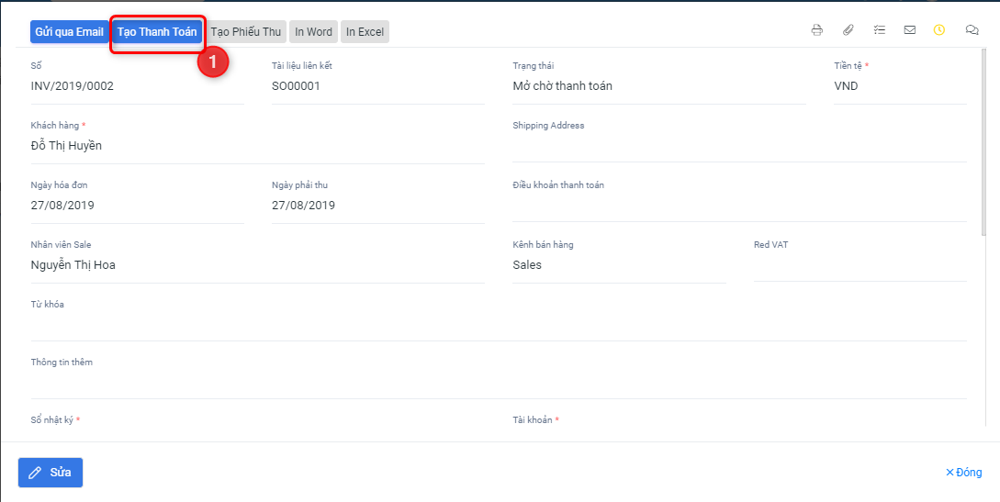 Gửi qua Email Tạo Thanh Toán Tạo Phiếu Thu In Word In Excel
1
Số Tài liệu liên kết Trạng thái Tiền tệ *
INV/2019/0002 SO00001 Mở chờ thanh toán VND
Khách hàng * Shipping Address
Đỗ Thị Huyền
Ngày hóa đơn Ngày phải thu Điều khoản thanh toán
27/08/2019 27/08/2019
Nhân viên Sale Kênh bán hàng Red VAT
Nguyễn Thị Hoa Sales
Từ khóa
Thông tin thêm
Sổ nhật ký * Tài khoản *
Sửa Đóng